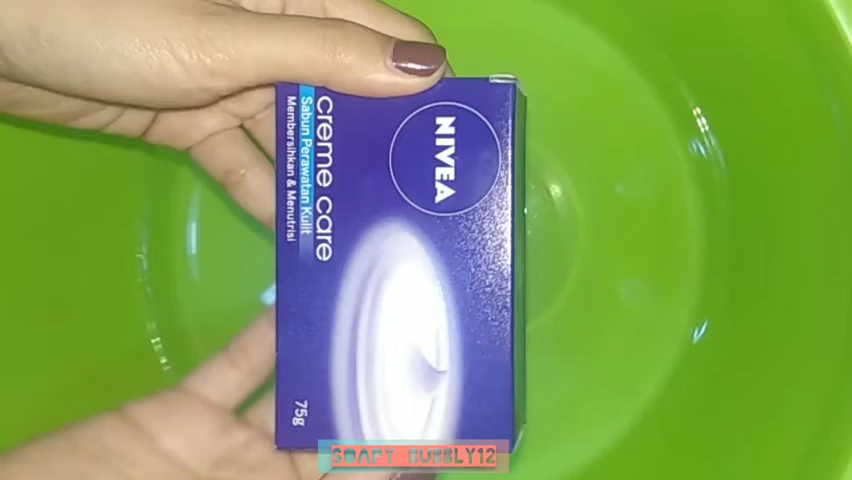 NIVEA
creme care
Sabun Perawatan Kulit
Membersihkan & Menutrisi
75g
SOAPY BUBBLY12